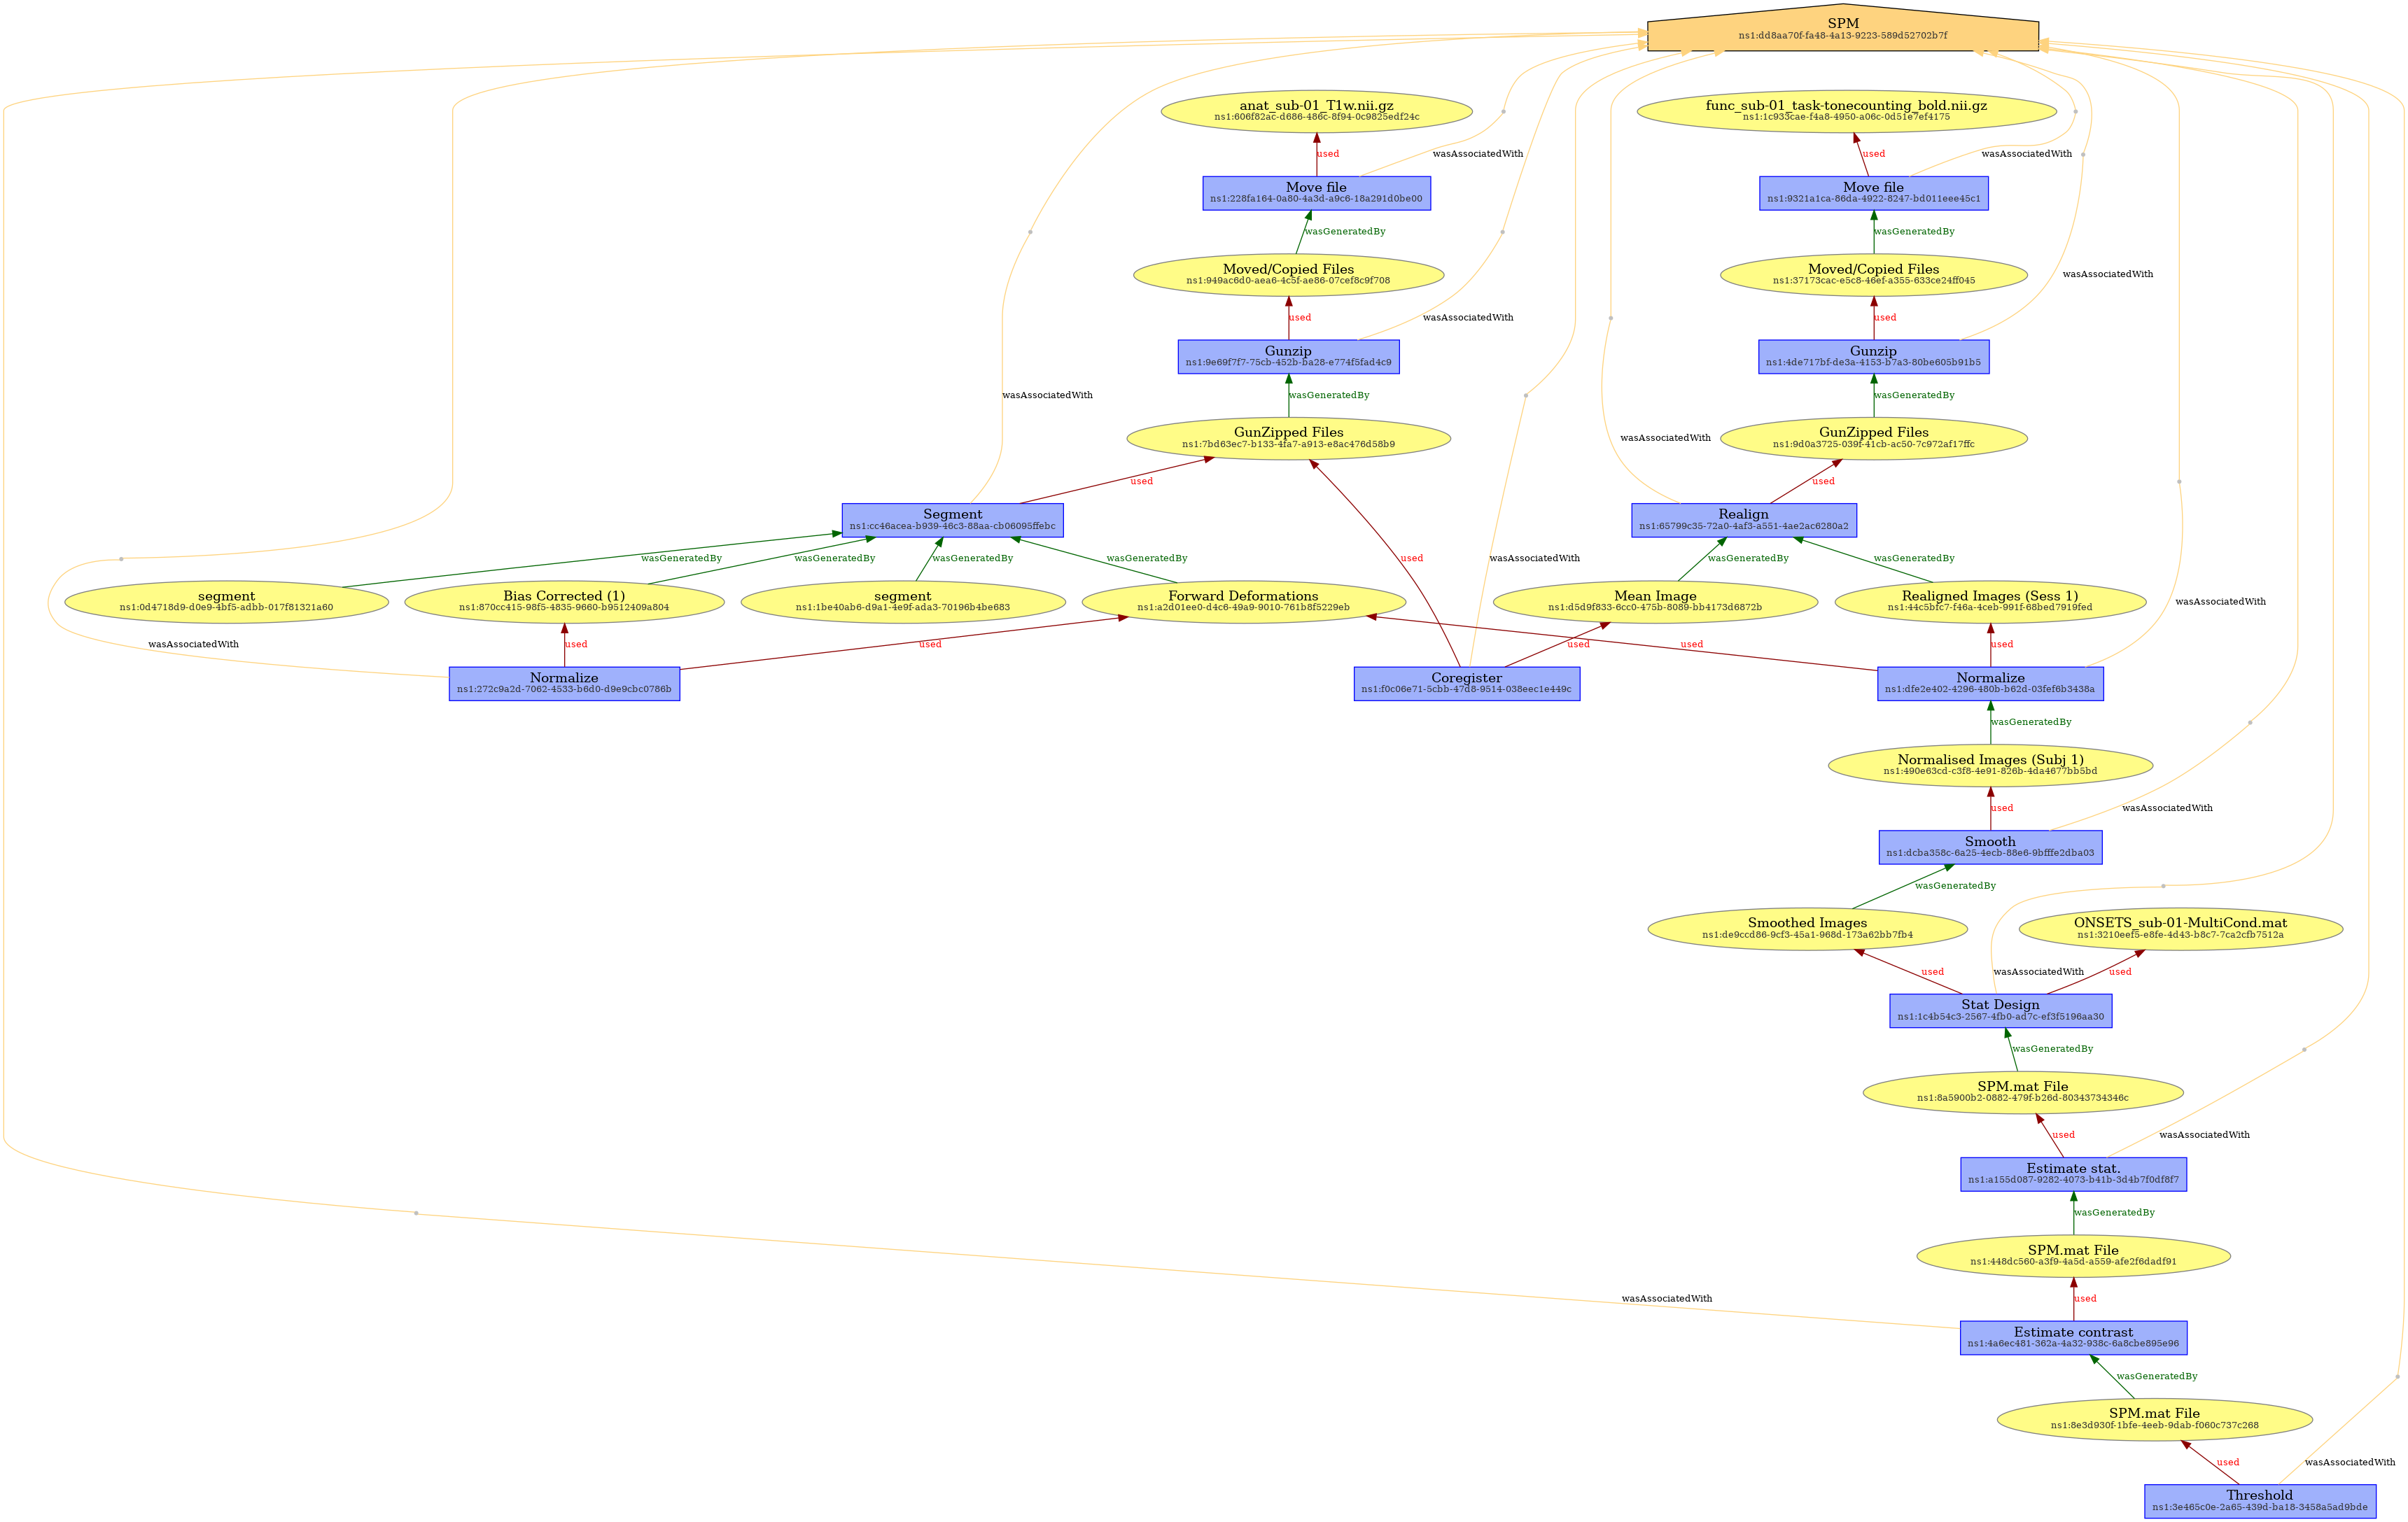 SPM
ns1:dd8aa70f-fa48-4a13-9223-589d52702b7f
anat_sub-01_T1w.nii.gz
ns1:606f82ac-d686-486c-8f94-0c9825edf24c
func_sub-01_task-tonecounting_bold.nii.gz
ns1:1c933cae-f4a8-4950-a06c-0d51e7ef4175
used
wasAssociatedWith
used
wasAssociatedWith
Move file
ns1:228fa164-0a80-4a3d-a9c6-18a291d0be00
Move file
ns1:9321a1ca-86da-4922-8247-bd011eee45c1
wasGeneratedBy
wasGeneratedBy
Moved/Copied Files
ns1:949ac6d0-aea6-4c5f-ae86-07cef8c9f708
Moved/Copied Files
ns1:37173cac-e5c8-46ef-a355-633ce24ff045
wasAssociatedWith
used
wasAssociatedWith
used
Gunzip
ns1:9e69f7f7-75cb-452b-ba28-e774f5fad4c9
Gunzip
ns1:4de717bf-de3a-4153-b7a3-80be605b91b5
wasAssociatedWith
wasGeneratedBy
wasGeneratedBy
GunZipped Files
ns1:7bd63ec7-b133-4fa7-a913-e8ac476d58b9
wasAssociatedWith
GunZipped Files
ns1:9d0a3725-039f-41cb-ac50-7c972af17ffc
used
used
Segment
ns1:cc46acea-b939-46c3-88aa-cb06095ffebc
Realign
ns1:65799c35-72a0-4af3-a551-4ae2ac6280a2
wasGeneratedBy
wasGeneratedBy
wasGeneratedBy
wasGeneratedBy
used
wasAssociatedWith
wasGeneratedBy
wasGeneratedBy
segment
ns1:0d4718d9-d0e9-4bf5-adbb-017f81321a60
Bias Corrected (1)
ns1:870cc415-98f5-4835-9660-b9512409a804
segment
ns1:1be40ab6-d9a1-4e9f-ada3-70196b4be683
Forward Deformations
ns1:a2d01ee0-d4c6-49a9-9010-761b8f5229eb
Mean Image
ns1:d5d9f833-6cc0-475b-8089-bb4173d6872b
Realigned Images (Sess 1)
ns1:44c5bfc7-f46a-4ceb-991f-68bed7919fed
wasAssociatedWith
wasAssociatedWith
used
used
used
used
used
Normalize
ns1:272c9a2d-7062-4533-b6d0-d9e9cbc0786b
Coregister
ns1:f0c06e71-5cbb-47d8-9514-038eec1e449c
Normalize
ns1:dfe2e402-4296-480b-b62d-03fef6b3438a
wasGeneratedBy
Normalised Images (Subj 1)
ns1:490e63cd-c3f8-4e91-826b-4da4677bb5bd
used
wasAssociatedWith
Smooth
ns1:dcba358c-6a25-4ecb-88e6-9bfffe2dba03
wasGeneratedBy
Smoothed Images
ns1:de9ccd86-9cf3-45a1-968d-173a62bb7fb4
ONSETS_sub-01-MultiCond.mat
ns1:3210eef5-e8fe-4d43-b8c7-7ca2cfb7512a
used
wasAssociatedWith
used
Stat Design
ns1:1c4b54c3-2567-4fb0-ad7c-ef3f5196aa30
wasGeneratedBy
SPM.mat File
ns1:8a5900b2-0882-479f-b26d-80343734346c
used
wasAssociatedWith
Estimate stat.
ns1:a155d087-9282-4073-b41b-3d4b7f0df8f7
wasGeneratedBy
SPM.mat File
ns1:448dc560-a3f9-4a5d-a559-afe2f6dadf91
wasAssociatedWith
used
Estimate contrast
ns1:4a6ec481-362a-4a32-938c-6a8cbe895e96
wasGeneratedBy
SPM.mat File
ns1:8e3d930f-1bfe-4eeb-9dab-f060c737c268
used
wasAssociatedWith
Threshold
ns1:3e465c0e-2a65-439d-ba18-3458a5ad9bde